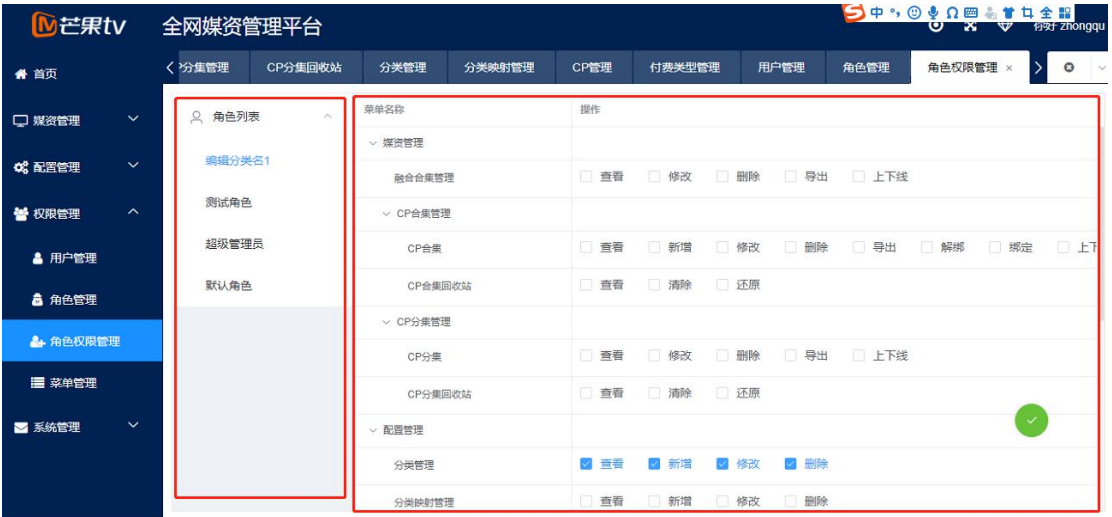 芒果tv 全网媒资管理平台 中 全 你好 zhongqu
首页
分集管理 CP分集回收站 分类管理 分类映射管理 CP管理 付费类型管理 用户管理 角色管理 角色权限管理
媒资管理
配置管理
权限管理
用户管理
角色管理
角色权限管理
菜单管理
系统管理
角色列表
编辑分类名1
测试角色
超级管理员
默认角色
菜单名称 操作
媒资管理
融合合集管理 查看 修改 删除 导出 上下线
CP合集管理
CP合集 查看 新增 修改 删除 导出 解绑 绑定 上下
CP合集回收站 查看 清除 还原
CP分集管理
CP分集 查看 修改 删除 导出 上下线
CP分集回收站 查看 清除 还原
配置管理
分类管理 查看 新增 修改 删除
分类映射管理 查看 新增 修改 删除